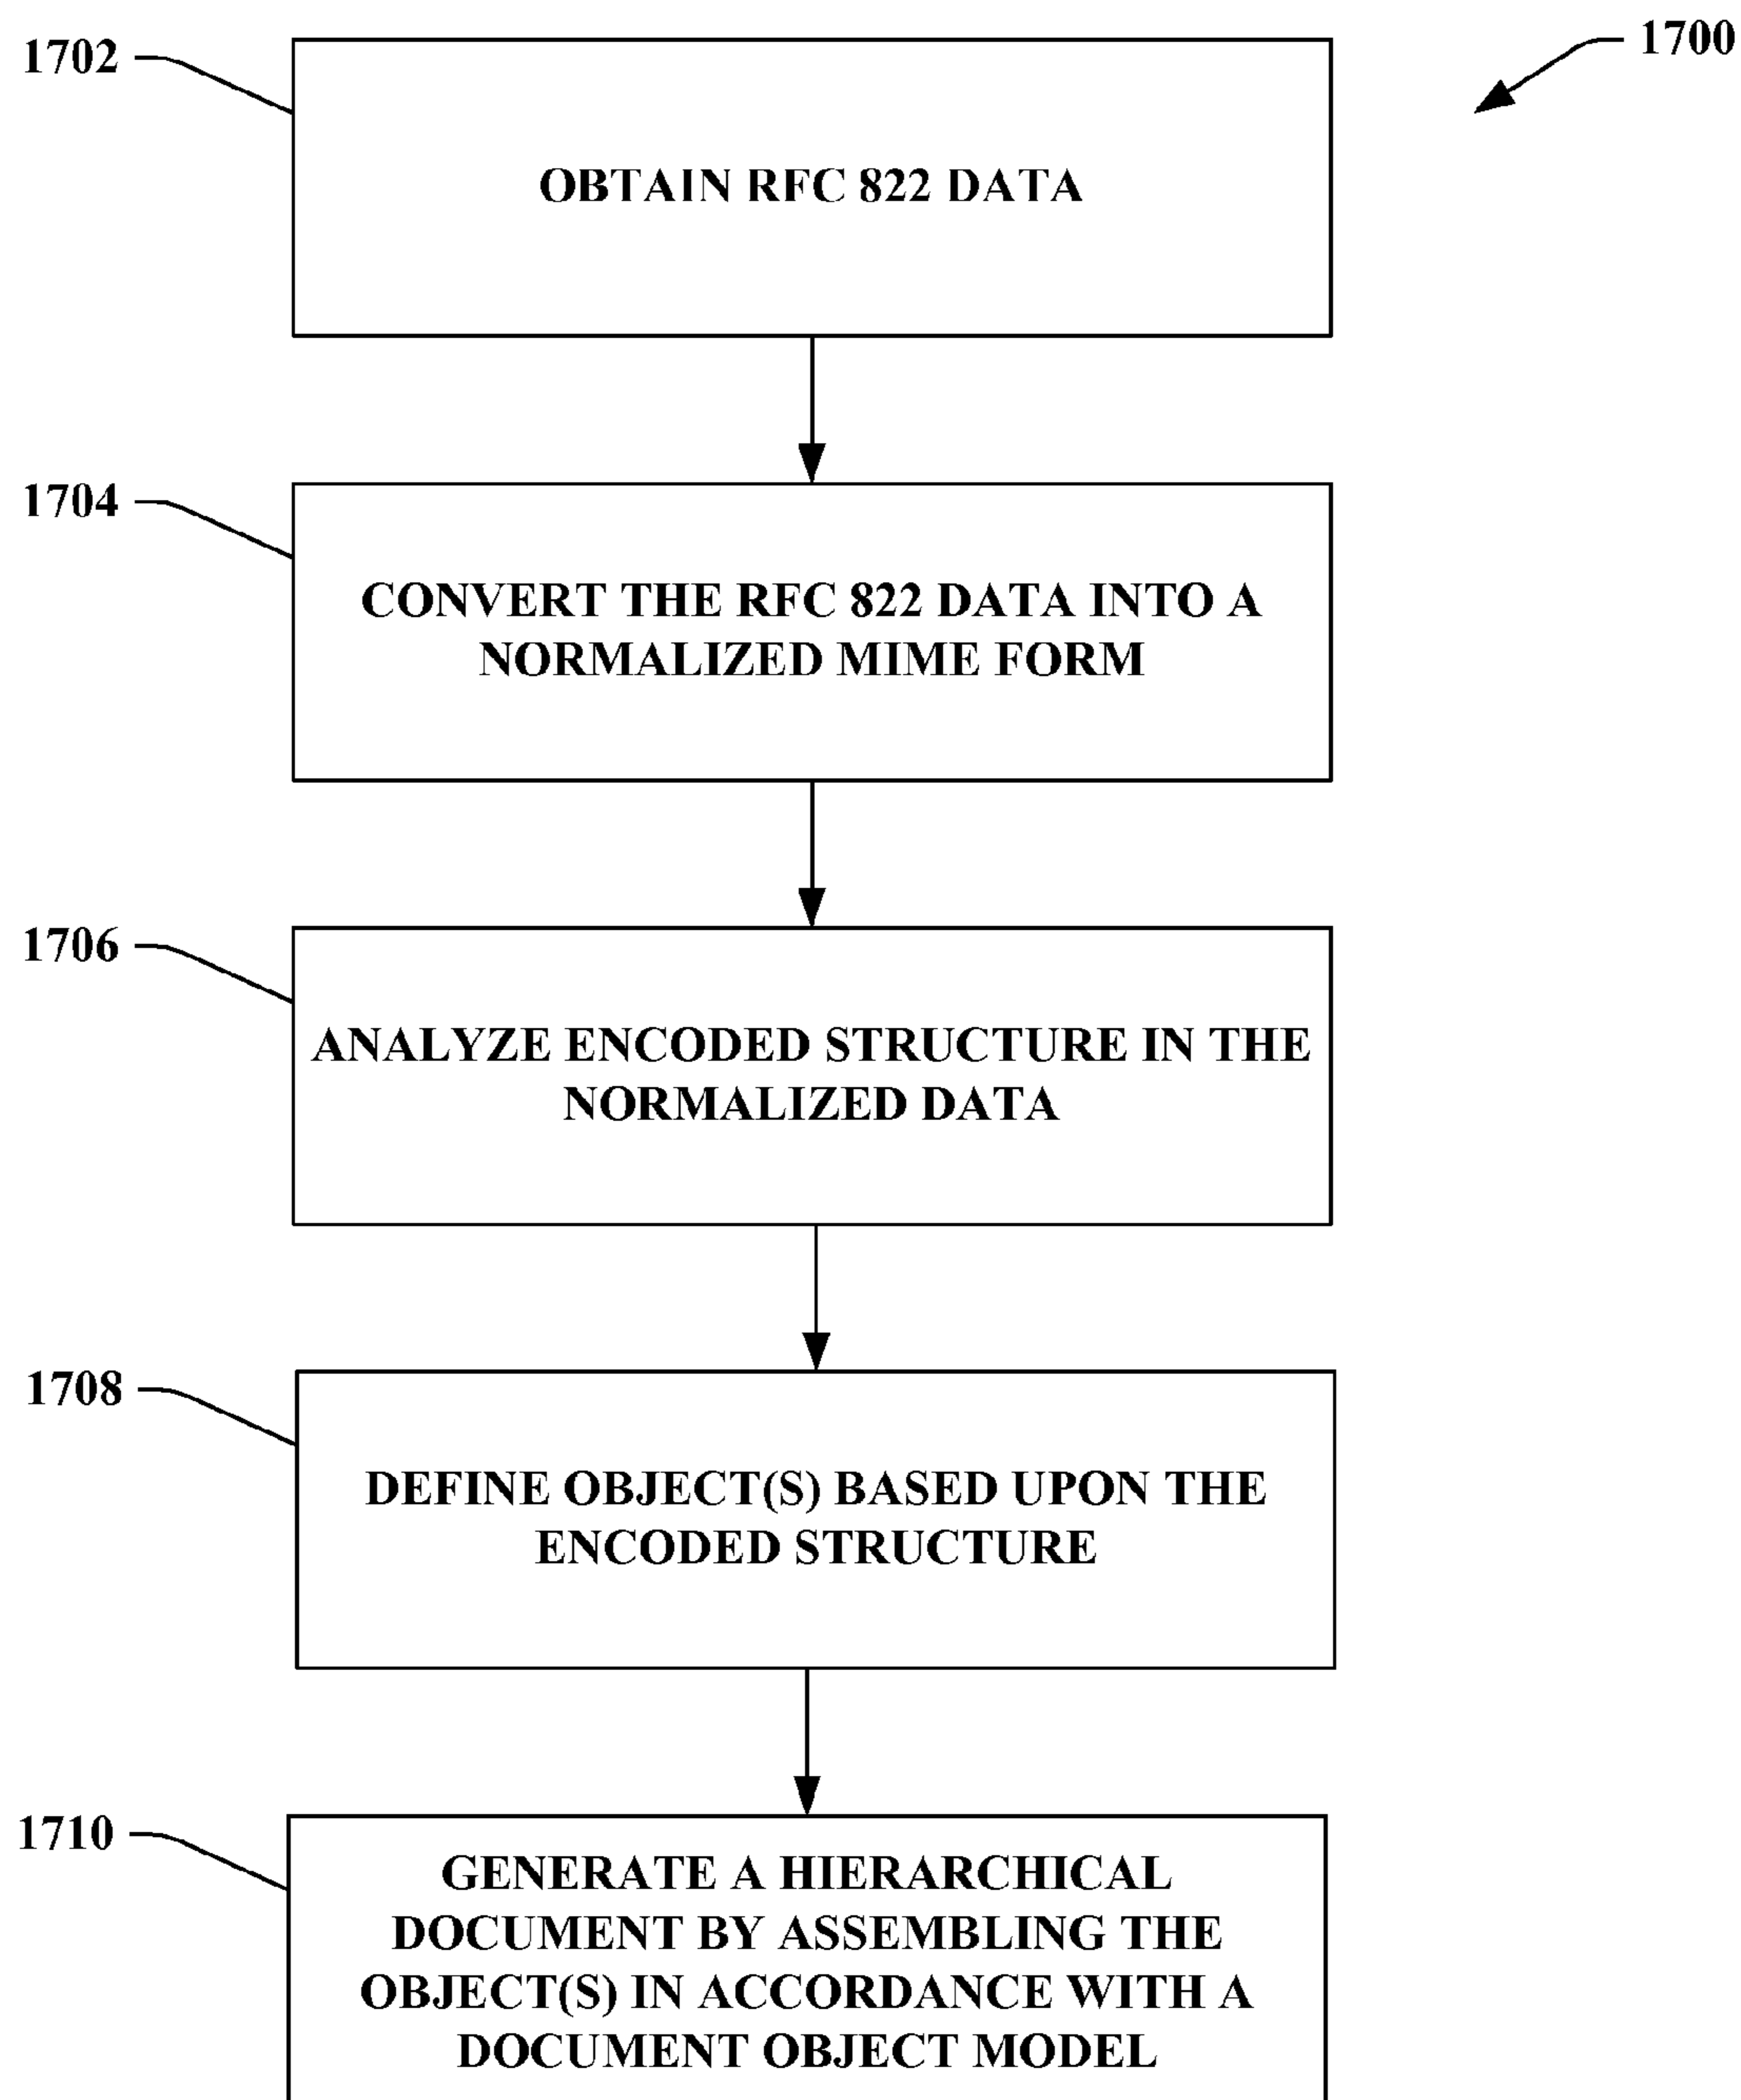 1700
1702
OBTAIN RFC 822 DATA
1704
CONVERT THE RFC 822 DATA INTO A
NORMALIZED MIME FORM
1706
ANALYZE ENCODED STRUCTURE IN THE
NORMALIZED DATA
1708
DEFINE OBJECT(S) BASED UPON THE
ENCODED STRUCTURE
1710
GENERATE A HIERARCHICAL
DOCUMENT BY ASSEMBLING THE
OBJECT(S) IN ACCORDANCE WITH A
DOCUMENT OBJECT MODEL